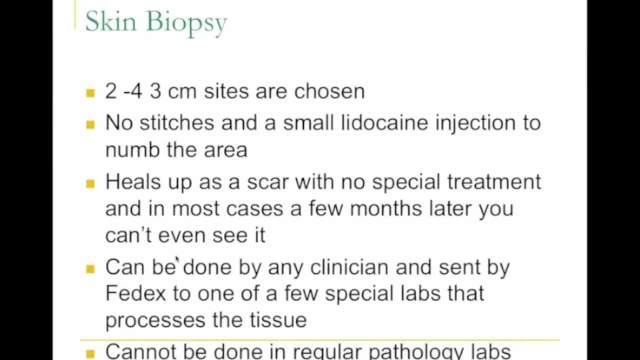 Skin Biopsy
2 -4 3 cm sites are chosen
No stitches and a small lidocaine injection to
numb the area
Heals up as a scar with no special treatment
and in most cases a few months later you
can't even see it
Can be done by any clinician and sent by
Fedex to one of a few special labs that
processes the tissue
Cannot be done in regular pathology labs